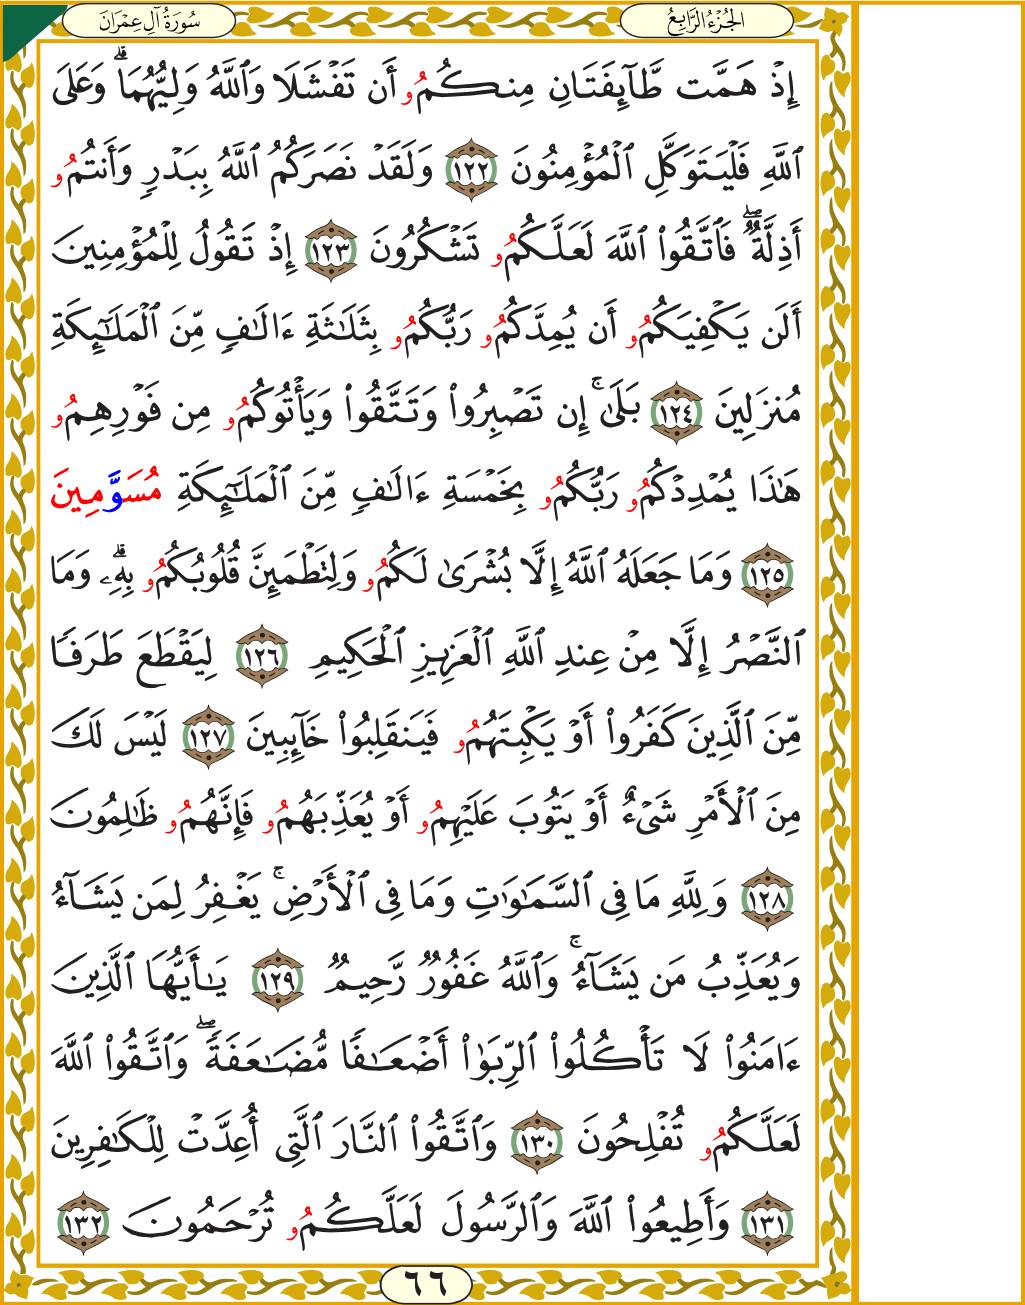 الجُزْءُ الرَّابِعُ
سُورَةُ آلِ عِمْرَانَ
إِذْ هَمَّت طَّآئِفَتَانِ مِنكُمُۥ أَن تَفْشَلَا وَٱللَّهُ وَلِيُّهُمَاۗ وَعَلَى
ٱللَّهِ فَلْيَتَوَكَّلِ ٱلْمُؤْمِنُونَ ١٢٢ وَلَقَدْ نَصَرَكُمُ ٱللَّهُ بِبَدْرٖ وَأَنتُمُۥ
أَذِلَّةٞۖ فَٱتَّقُوا۟ ٱللَّهَ لَعَلَّكُمُۥ تَشْكُرُونَ ١٢٣ إِذْ تَقُولُ لِلْمُؤْمِنِينَ
أَلَن يَكْفِيَكُمُۥ أَن يُمِدَّكُمُۥ رَبُّكُمُۥ بِثَلَـٰثَةِ ءَالَـٰفٖ مِّنَ ٱلْمَلَـٰٓئِكَةِ
مُنزَلِينَ ١٢٤ بَلَىٰۚ إِن تَصْبِرُوا۟ وَتَتَّقُوا۟ وَيَأْتُوكُمُۥ مِن فَوْرِهِمُۥ
هَـٰذَا يُمْدِدْكُمُۥ رَبُّكُمُۥ بِخَمْسَةِ ءَالَـٰفٖ مِّنَ ٱلْمَلَـٰٓئِكَةِ مُسَوَّمِينَ
١٢٥ وَمَا جَعَلَهُ ٱللَّهُ إِلَّا بُشْرَىٰ لَكُمُۥ وَلِتَطْمَئِنَّ قُلُوبُكُمُۥ بِهِۦۗ وَمَا
ٱلنَّصْرُ إِلَّا مِنْ عِندِ ٱللَّهِ ٱلْعَزِيزِ ٱلْحَكِيمِ ١٢٦ لِيَقْطَعَ طَرَفٗا
مِّنَ ٱلَّذِينَ كَفَرُوٓا۟ أَوْ يَكْبِتَهُمُۥ فَيَنقَلِبُوا۟ خَآئِبِينَ ١٢٧ لَيْسَ لَكَ
مِنَ ٱلْأَمْرِ شَىْءٌ أَوْ يَتُوبَ عَلَيْهِمُۥ أَوْ يُعَذِّبَهُمُۥ فَإِنَّهُمُۥ ظَـٰلِمُونَ
١٢٨ وَلِلَّهِ مَا فِى ٱلسَّمَـٰوَٰتِ وَمَا فِى ٱلْأَرْضِۚ يَغْفِرُ لِمَن يَشَآءُ
وَيُعَذِّبُ مَن يَشَآءُۚ وَٱللَّهُ غَفُورٞ رَّحِيمٞ ١٢٩ يَـٰٓأَيُّهَا ٱلَّذِينَ
ءَامَنُوا۟ لَا تَأْكُلُوا۟ ٱلرِّبَوٰٓا۟ أَضْعَـٰفٗا مُّضَـٰعَفَةٗۖ وَٱتَّقُوا۟ ٱللَّهَ
لَعَلَّكُمُۥ تُفْلِحُونَ ١٣٠ وَٱتَّقُوا۟ ٱلنَّارَ ٱلَّتِى أُعِدَّتْ لِلْكَـٰفِرِينَ
١٣١ وَأَطِيعُوا۟ ٱللَّهَ وَٱلرَّسُولَ لَعَلَّكُمُۥ تُرْحَمُونَ ١٣٢
٦٦